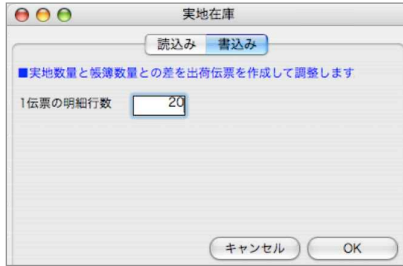 実地在庫
読込み 書込み
■実地数量と帳簿数量との差を出荷伝票を作成して調整します
1伝票の明細行数 20
キャンセル OK